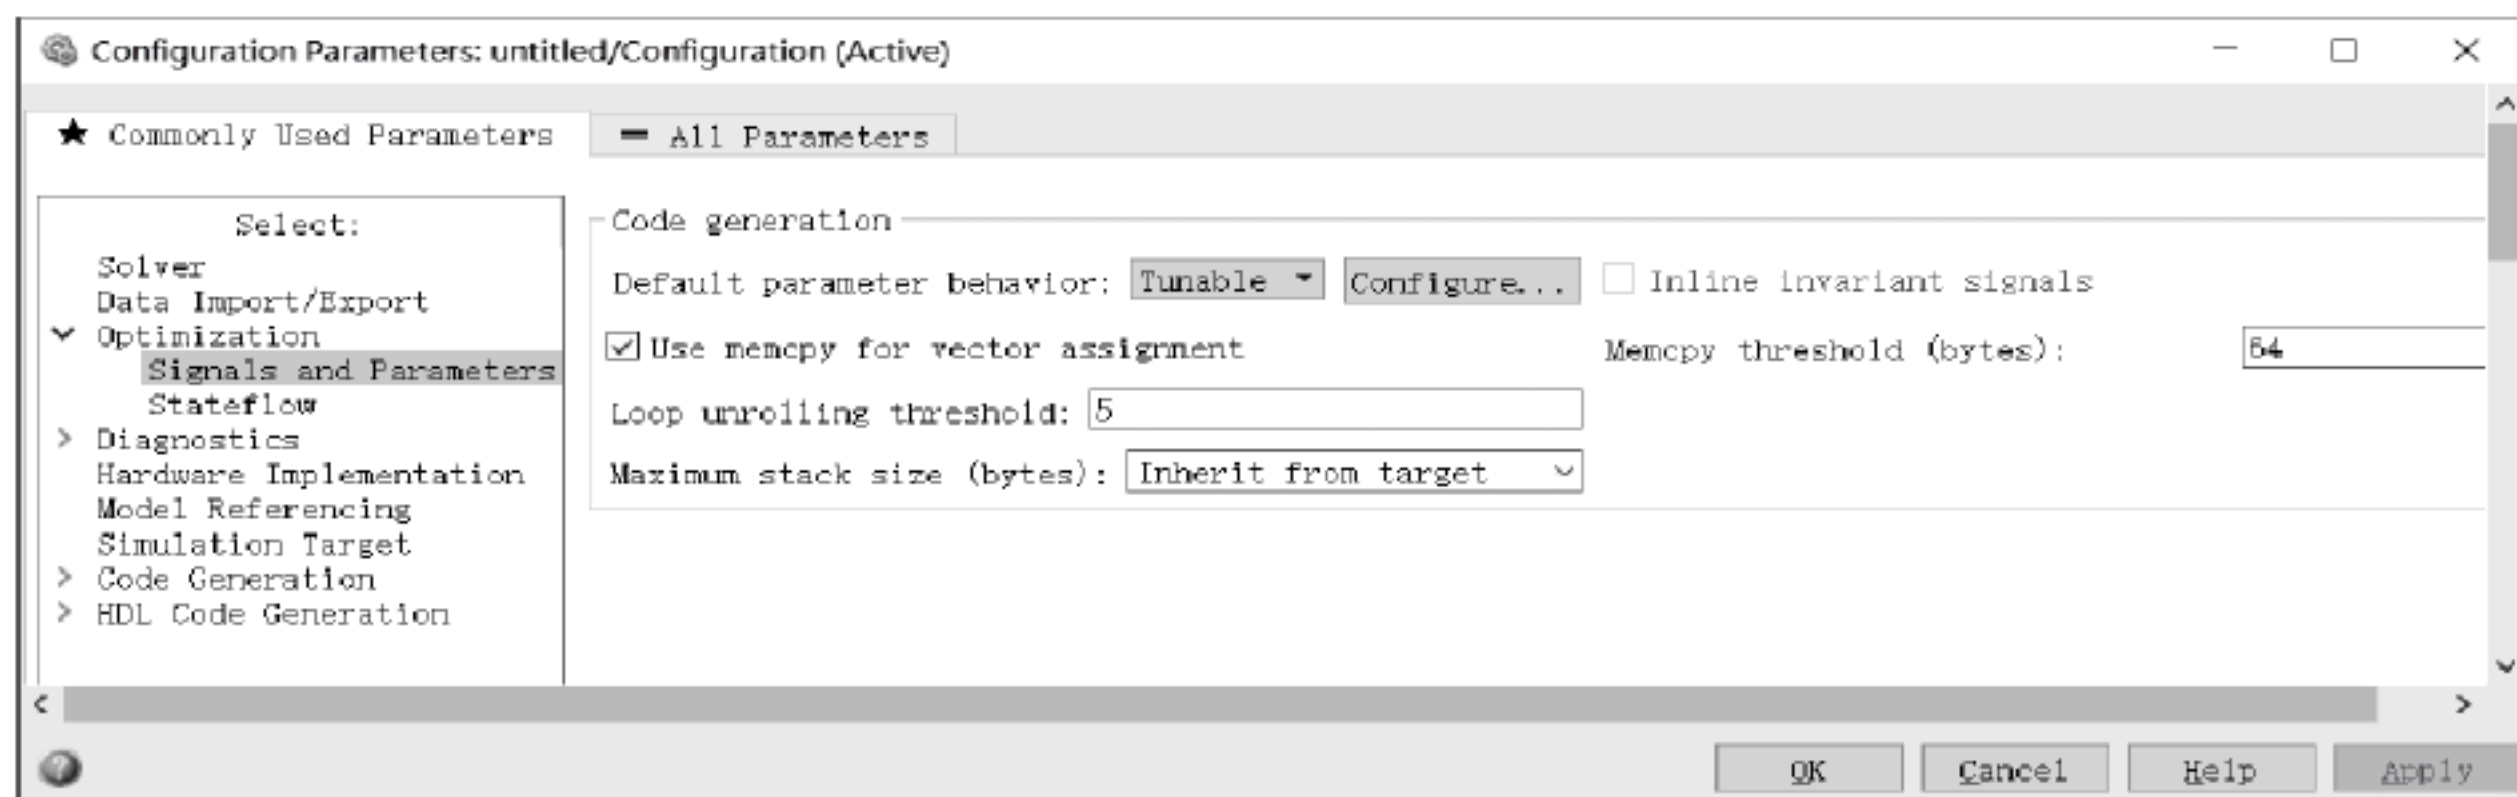 Configuration Parameters: untitled/Configuration (Active)
★ Commonly Used Parameters
All Parameters
Select:
Solver
Data Import/Export
Optimization
Signals and Parameters
Stateflow
Diagnostics
Hardware Implementation
Model Referencing
Simulation Target
Code Generation
HDL Code Generation
Code generation
Default parameter behavior: Tunable Configure... Inline invariant signals
Use memcpy for vector assignment Memcpy threshold (bytes): 64
Loop unrolling threshold: 5
Maximum stack size (bytes): Inherit from target
OK Cancel Help Apply